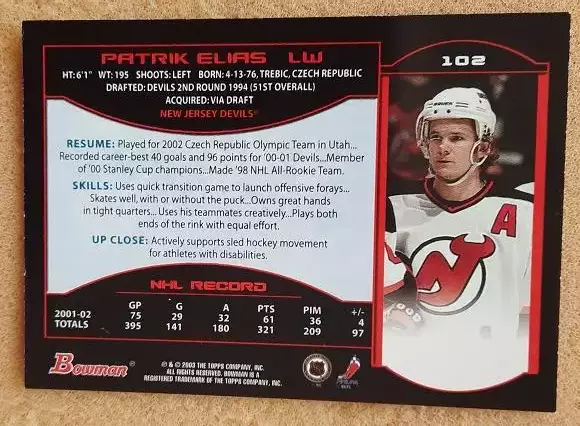 PATRIK ELIAS LW
102
HT: 6'1" WT: 195 SHOOTS: LEFT BORN: 4-13-76, TREBIC, CZECH REPUBLIC
DRAFTED: DEVILS 2ND ROUND 1994 (51ST OVERALL)
ACQUIRED: VIA DRAFT
NEW JERSEY DEVILS®
RESUME: Played for 2002 Czech Republic Olympic Team in Utah...
Recorded career-best 40 goals and 96 points for '00-01 Devils...Member
of '00 Stanley Cup champions...Made '98 NHL All-Rookie Team.
SKILLS: Uses quick transition game to launch offensive forays...
Skates well, with or without the puck...Owns great hands
in tight quarters...Uses his teammates creatively...Plays both
ends of the rink with equal effort.
UP CLOSE: Actively supports sled hockey movement
for athletes with disabilities.
NHL RECORD
GP G A PTS PIM +/-
2001-02 75 29 32 61 36 4
TOTALS 395 141 180 321 209 97
Bowman®
® & © 2003 THE TOPPS COMPANY, INC.
ALL RIGHTS RESERVED. BOWMAN IS A
REGISTERED TRADEMARK OF THE TOPPS COMPANY, INC.
NHL
A